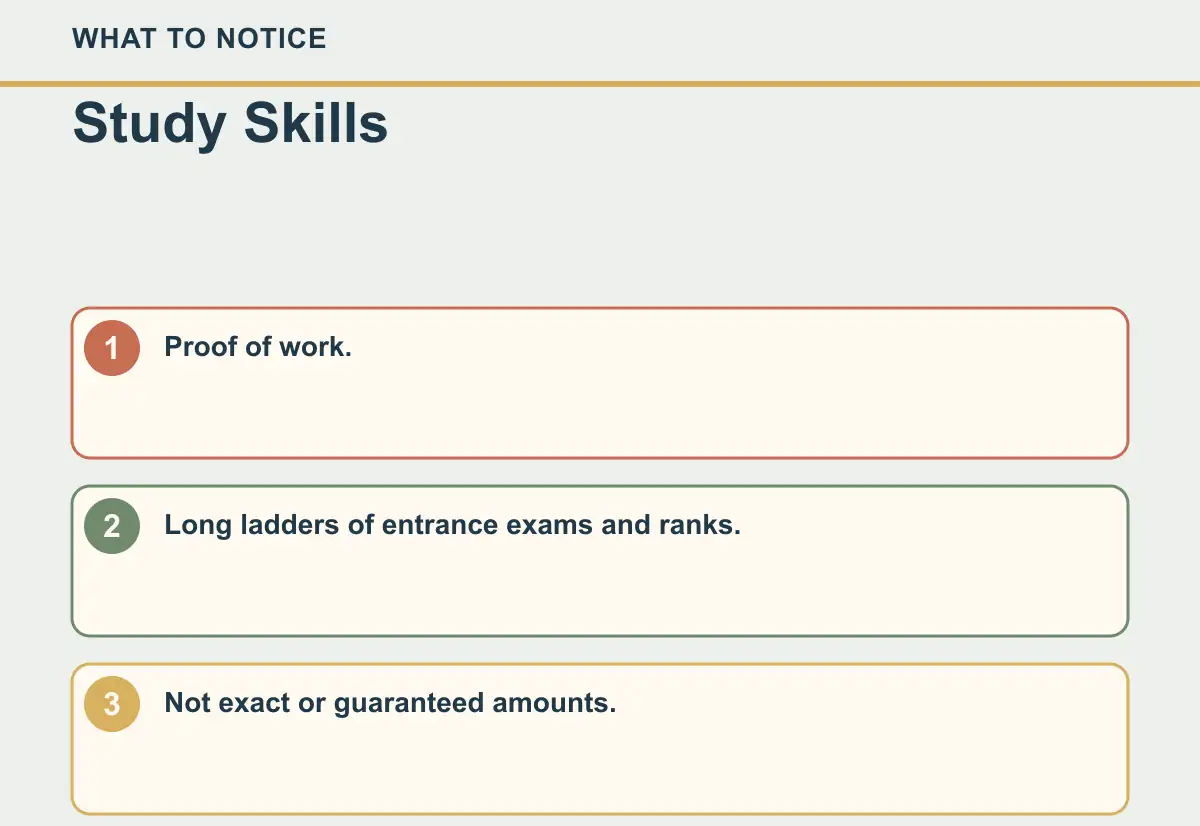 WHAT TO NOTICE
Study Skills
1 Proof of work.
2 Long ladders of entrance exams and ranks.
3 Not exact or guaranteed amounts.